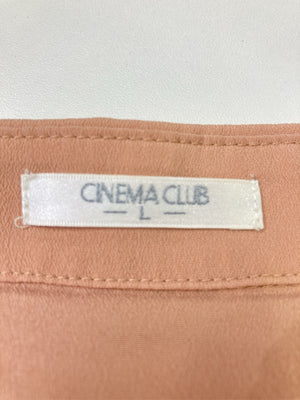 CINEMA CLUB
— L —